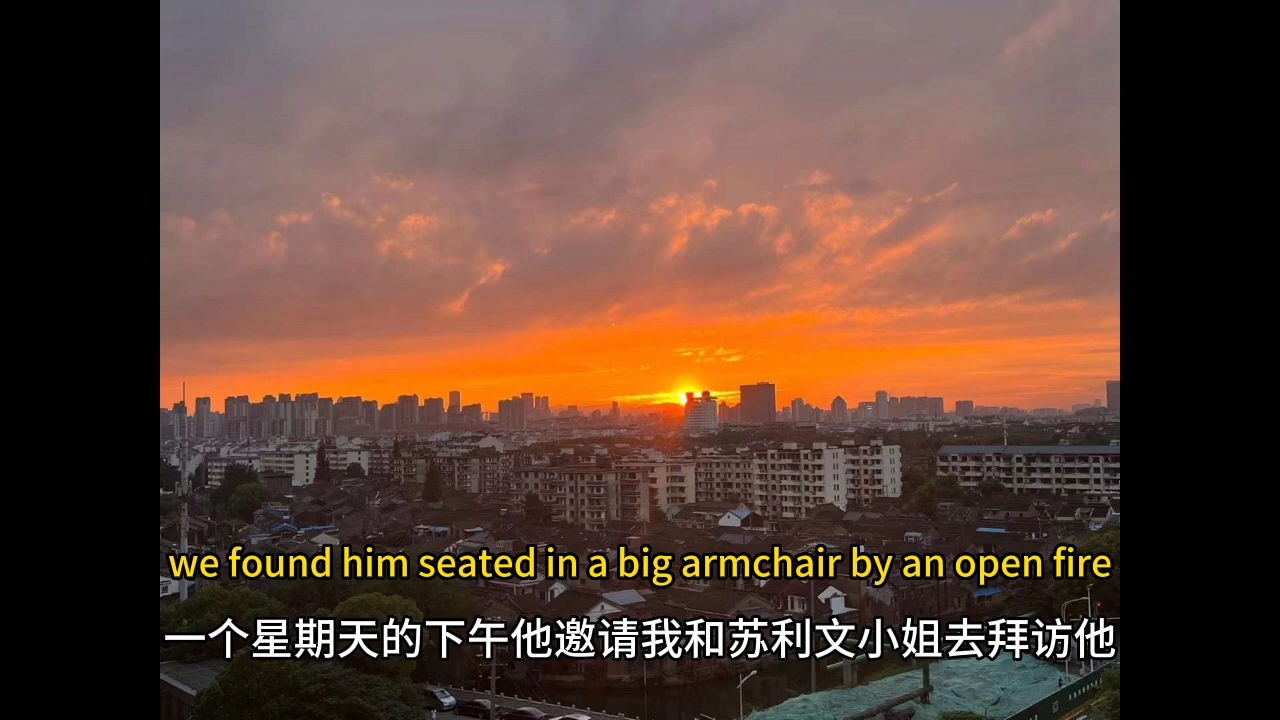 we found him seated in a big armchair by an open fire
一个星期天的下午他邀请我和苏利文小姐去拜访他